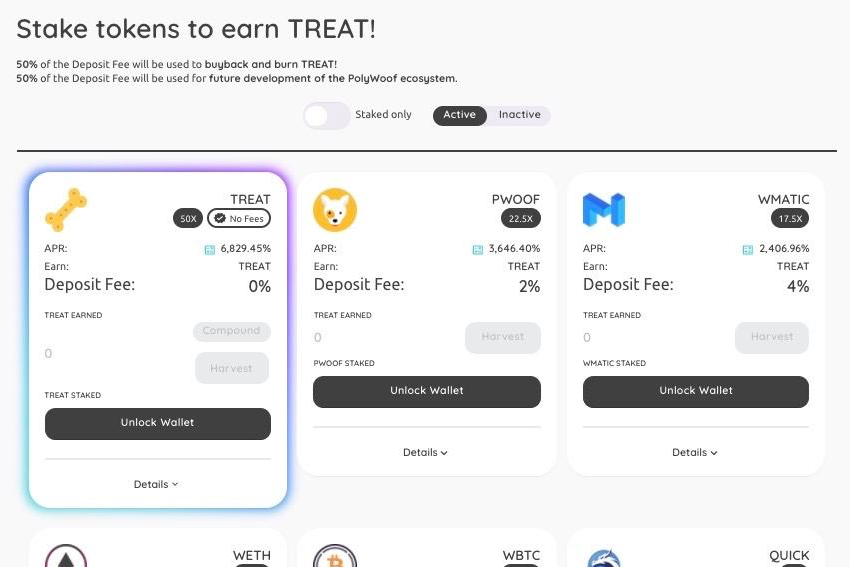 Stake tokens to earn TREAT!
50% of the Deposit Fee will be used to buyback and burn TREAT!
50% of the Deposit Fee will be used for future development of the PolyWoof ecosystem.
Staked only
Active Inactive
TREAT
50X No Fees
APR: 6,829.45%
Earn: TREAT
Deposit Fee: 0%
TREAT EARNED
Compound
0
Harvest
TREAT STAKED
Unlock Wallet
Details
PWOOF
22.5X
APR: 3,646.40%
Earn: TREAT
Deposit Fee: 2%
TREAT EARNED
0 Harvest
PWOOF STAKED
Unlock Wallet
Details
WMATIC
17.5X
APR: 2,406.96%
Earn: TREAT
Deposit Fee: 4%
TREAT EARNED
0 Harvest
WMATIC STAKED
Unlock Wallet
Details
WETH
WBTC
QUICK